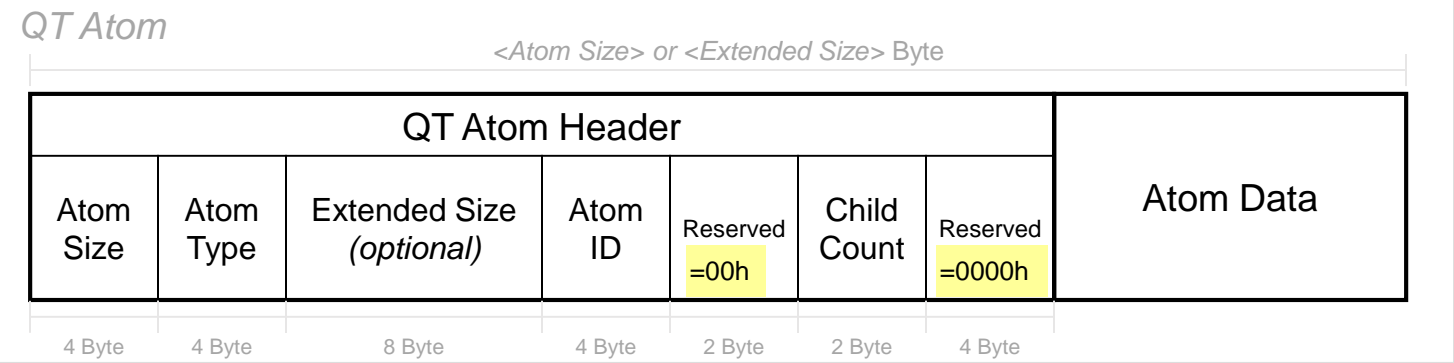 QT Atom
<Atom Size> or <Extended Size> Byte
QT Atom Header
Atom Size
Atom Type
Extended Size
(optional)
Atom ID
Reserved
=00h
Child Count
Reserved
=0000h
Atom Data
4 Byte
4 Byte
8 Byte
4 Byte
2 Byte
2 Byte
4 Byte